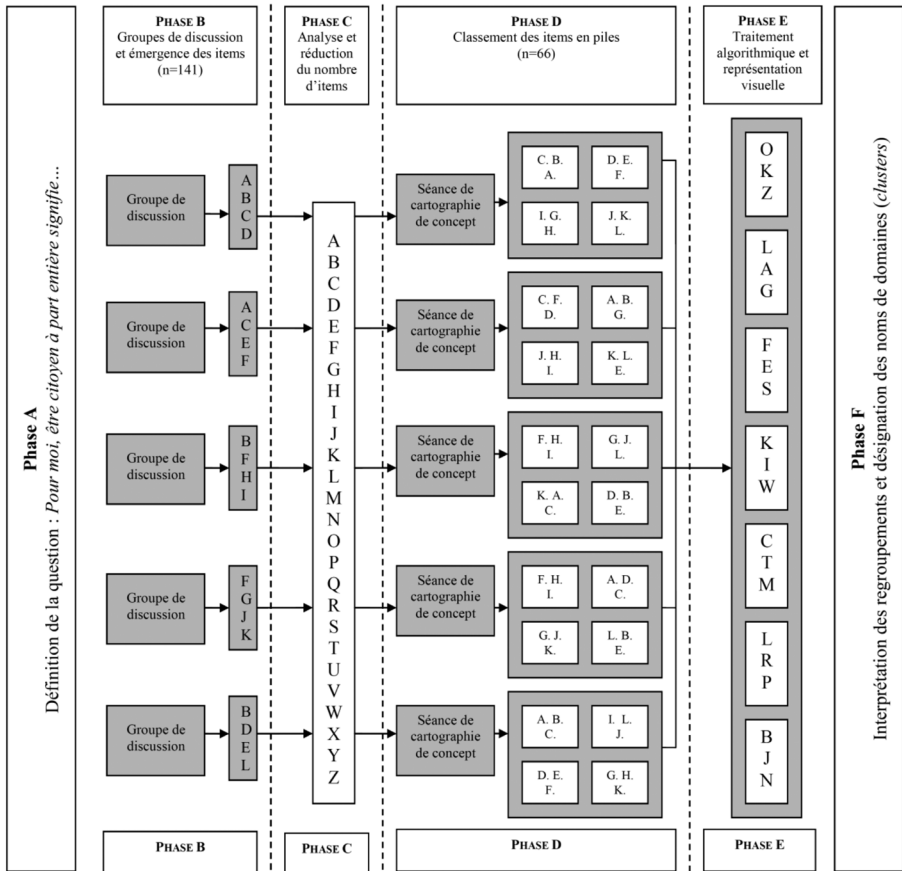 Phase A
Définition de la question : Pour moi, être citoyen à part entière signifie...
PHASE B
Groupes de discussion
et émergence des items
(n=141)
PHASE C
Analyse et
réduction
du nombre
d'items
PHASE D
Classement des items en piles
(n=66)
PHASE E
Traitement
algorithmique et
représentation
visuelle
Groupe de
discussion
A
B
C
D
Groupe de
discussion
A
C
E
F
Groupe de
discussion
B
F
H
I
Groupe de
discussion
F
G
J
K
Groupe de
discussion
B
D
E
L
A
B
C
D
E
F
G
H
I
J
K
L
M
N
O
P
Q
R
S
T
U
V
W
X
Y
Z
Séance de
cartographie
de concept
C. B.
A.
D. E.
F.
I. G.
H.
J. K.
L.
Séance de
cartographie
de concept
C. F.
D.
A. B.
G.
J. H.
I.
K. L.
E.
Séance de
cartographie
de concept
F. H.
I.
G. J.
L.
K. A.
C.
D. B.
E.
Séance de
cartographie
de concept
F. H.
I.
A. D.
C.
G. J.
K.
L. B.
E.
Séance de
cartographie
de concept
A. B.
C.
I. L.
J.
D. E.
F.
G. H.
K.
O
K
Z
L
A
G
F
E
S
K
I
W
C
T
M
L
R
P
B
J
N
PHASE B
PHASE C
PHASE D
PHASE E
Phase F
Interprétation des regroupements et désignation des noms de domaines (clusters)